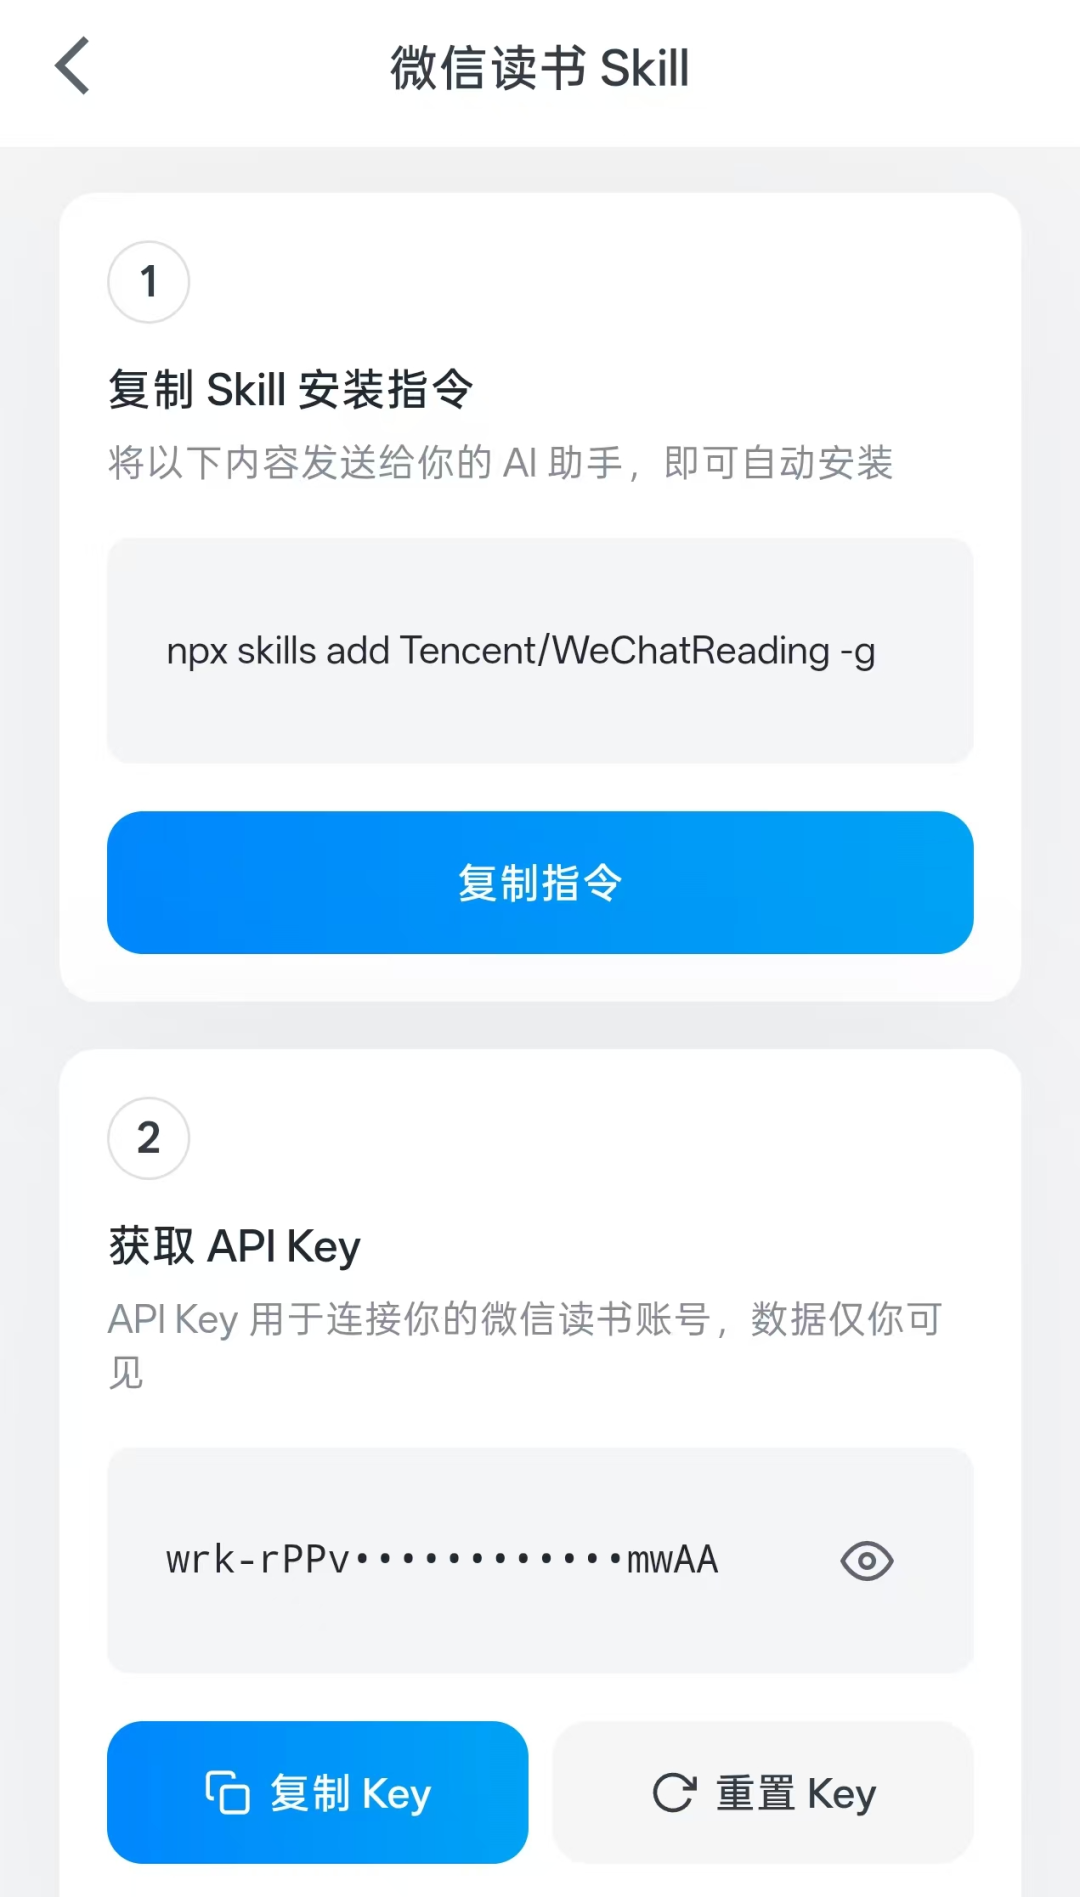 微信读书 Skill
1
复制 Skill 安装指令
将以下内容发送给你的 AI 助手，即可自动安装
npx skills add Tencent/WeChatReading -g
复制指令
2
获取 API Key
API Key 用于连接你的微信读书账号，数据仅你可
见
wrk-rPPv••••••••••••mwAA
复制 Key
重置 Key